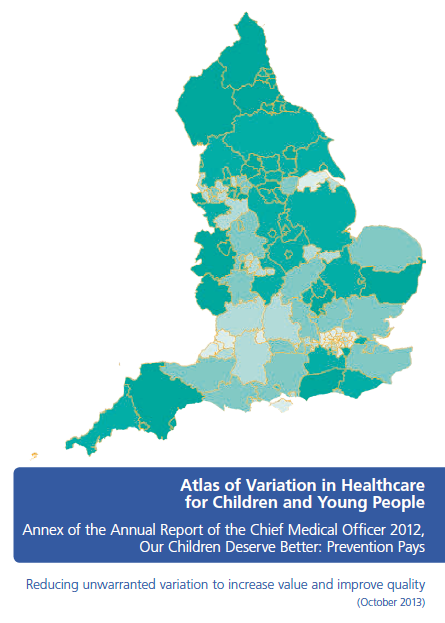 Atlas of Variation in Healthcare
for Children and Young People
Annex of the Annual Report of the Chief Medical Officer 2012,
Our Children Deserve Better: Prevention Pays
Reducing unwarranted variation to increase value and improve quality
(October 2013)